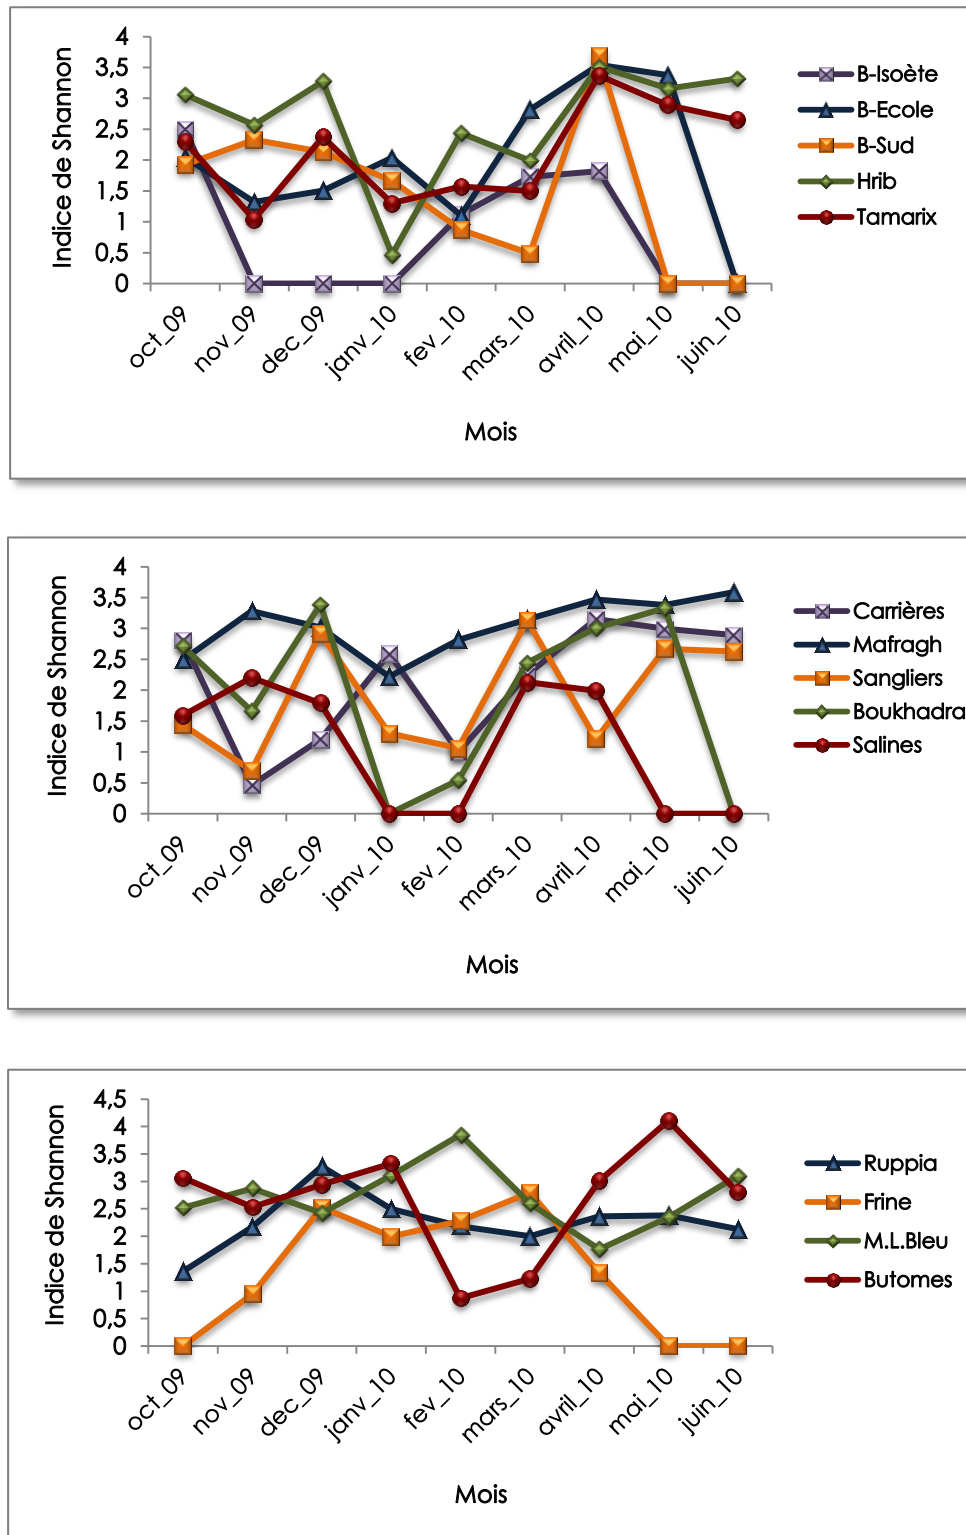 Indice de Shannon
4
3,5
3
2,5
2
1,5
1
0,5
0
oct_09
nov_09
dec_09
janv_10
fev_10
mars_10
avril_10
mai_10
juin_10
Mois
B-Isoète
B-Ecole
B-Sud
Hrib
Tamarix
Indice de Shannon
4
3,5
3
2,5
2
1,5
1
0,5
0
oct_09
nov_09
dec_09
janv_10
fev_10
mars_10
avril_10
mai_10
juin_10
Mois
Carrières
Mafragh
Sangliers
Boukhadra
Salines
Indice de Shannon
4,5
4
3,5
3
2,5
2
1,5
1
0,5
0
oct_09
nov_09
dec_09
janv_10
fev_10
mars_10
avril_10
mai_10
juin_10
Mois
Ruppia
Frine
M.L.Bleu
Butomes